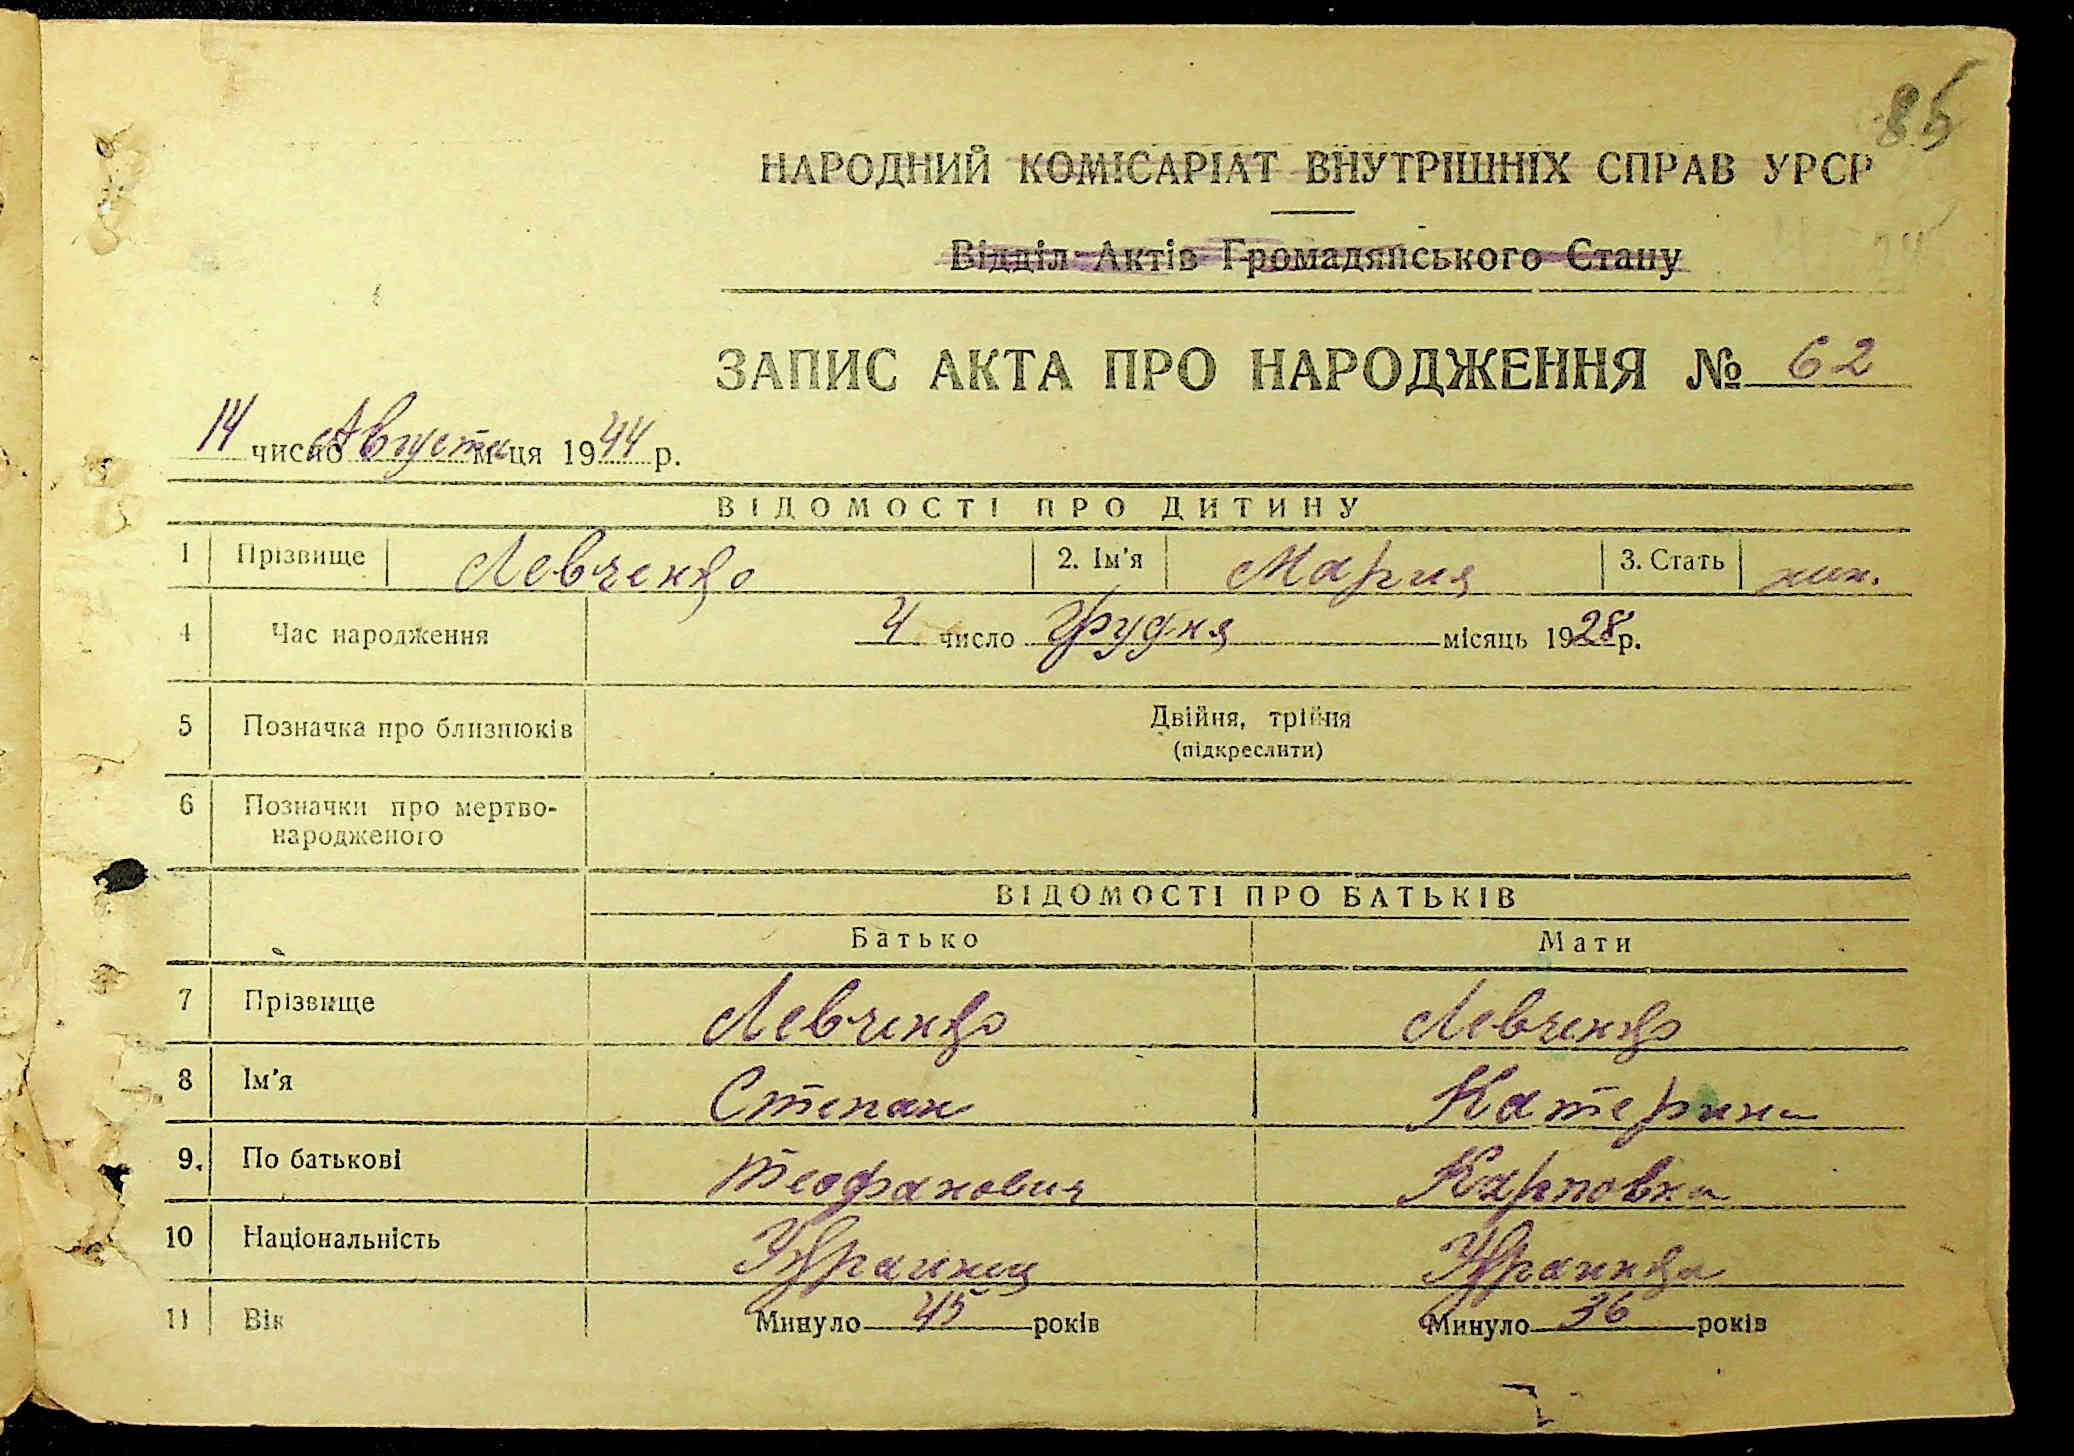 85
НАРОДНИЙ КОМІСАРІАТ ВНУТРІШНІХ СПРАВ УРСР
Відділ Актів Громадянського Стану
ЗАПИС АКТА ПРО НАРОДЖЕННЯ № 62
14 число Августа м-ця 1944 р.
ВІДОМОСТІ ПРО ДИТИНУ
1 Прізвище Левченко 2. Ім'я Мария 3. Стать жін.
4 Час народження 4 число Грудня місяць 1928 р.
5 Позначка про близнюків Двійня, трійня
(підкреслити)
6 Позначки про мертво-
народженого
ВІДОМОСТІ ПРО БАТЬКІВ
Батько Мати
7 Прізвище Левченко Левченко
8 Ім'я Степан Катерина
9. По батькові Теофанович Карповна
10 Національність Украинец Украинка
11 Вік Минуло 45 років Минуло 36 років